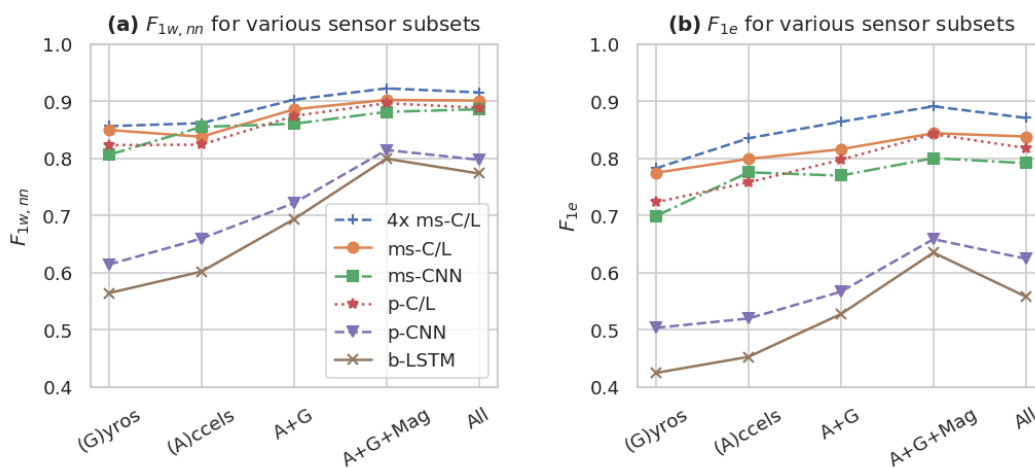 (a) F1w, nn for various sensor subsets
1.0
0.9
0.8
0.7
0.6
0.5
0.4
F1w, nn
4x ms-C/L
ms-C/L
ms-CNN
p-C/L
p-CNN
b-LSTM
(G)yros
(A)ccels
A+G
A+G+Mag
All
(b) F1e for various sensor subsets
1.0
0.9
0.8
0.7
0.6
0.5
0.4
F1e
(G)yros
(A)ccels
A+G
A+G+Mag
All